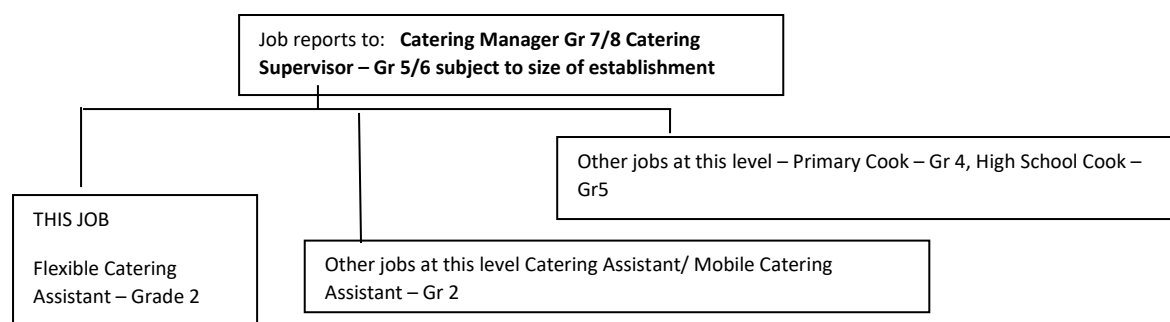 Job reports to: Catering Manager Gr 7/8 Catering
Supervisor – Gr 5/6 subject to size of establishment
Other jobs at this level – Primary Cook – Gr 4, High School Cook –
Gr5
THIS JOB
Flexible Catering
Assistant – Grade 2
Other jobs at this level Catering Assistant/ Mobile Catering
Assistant – Gr 2